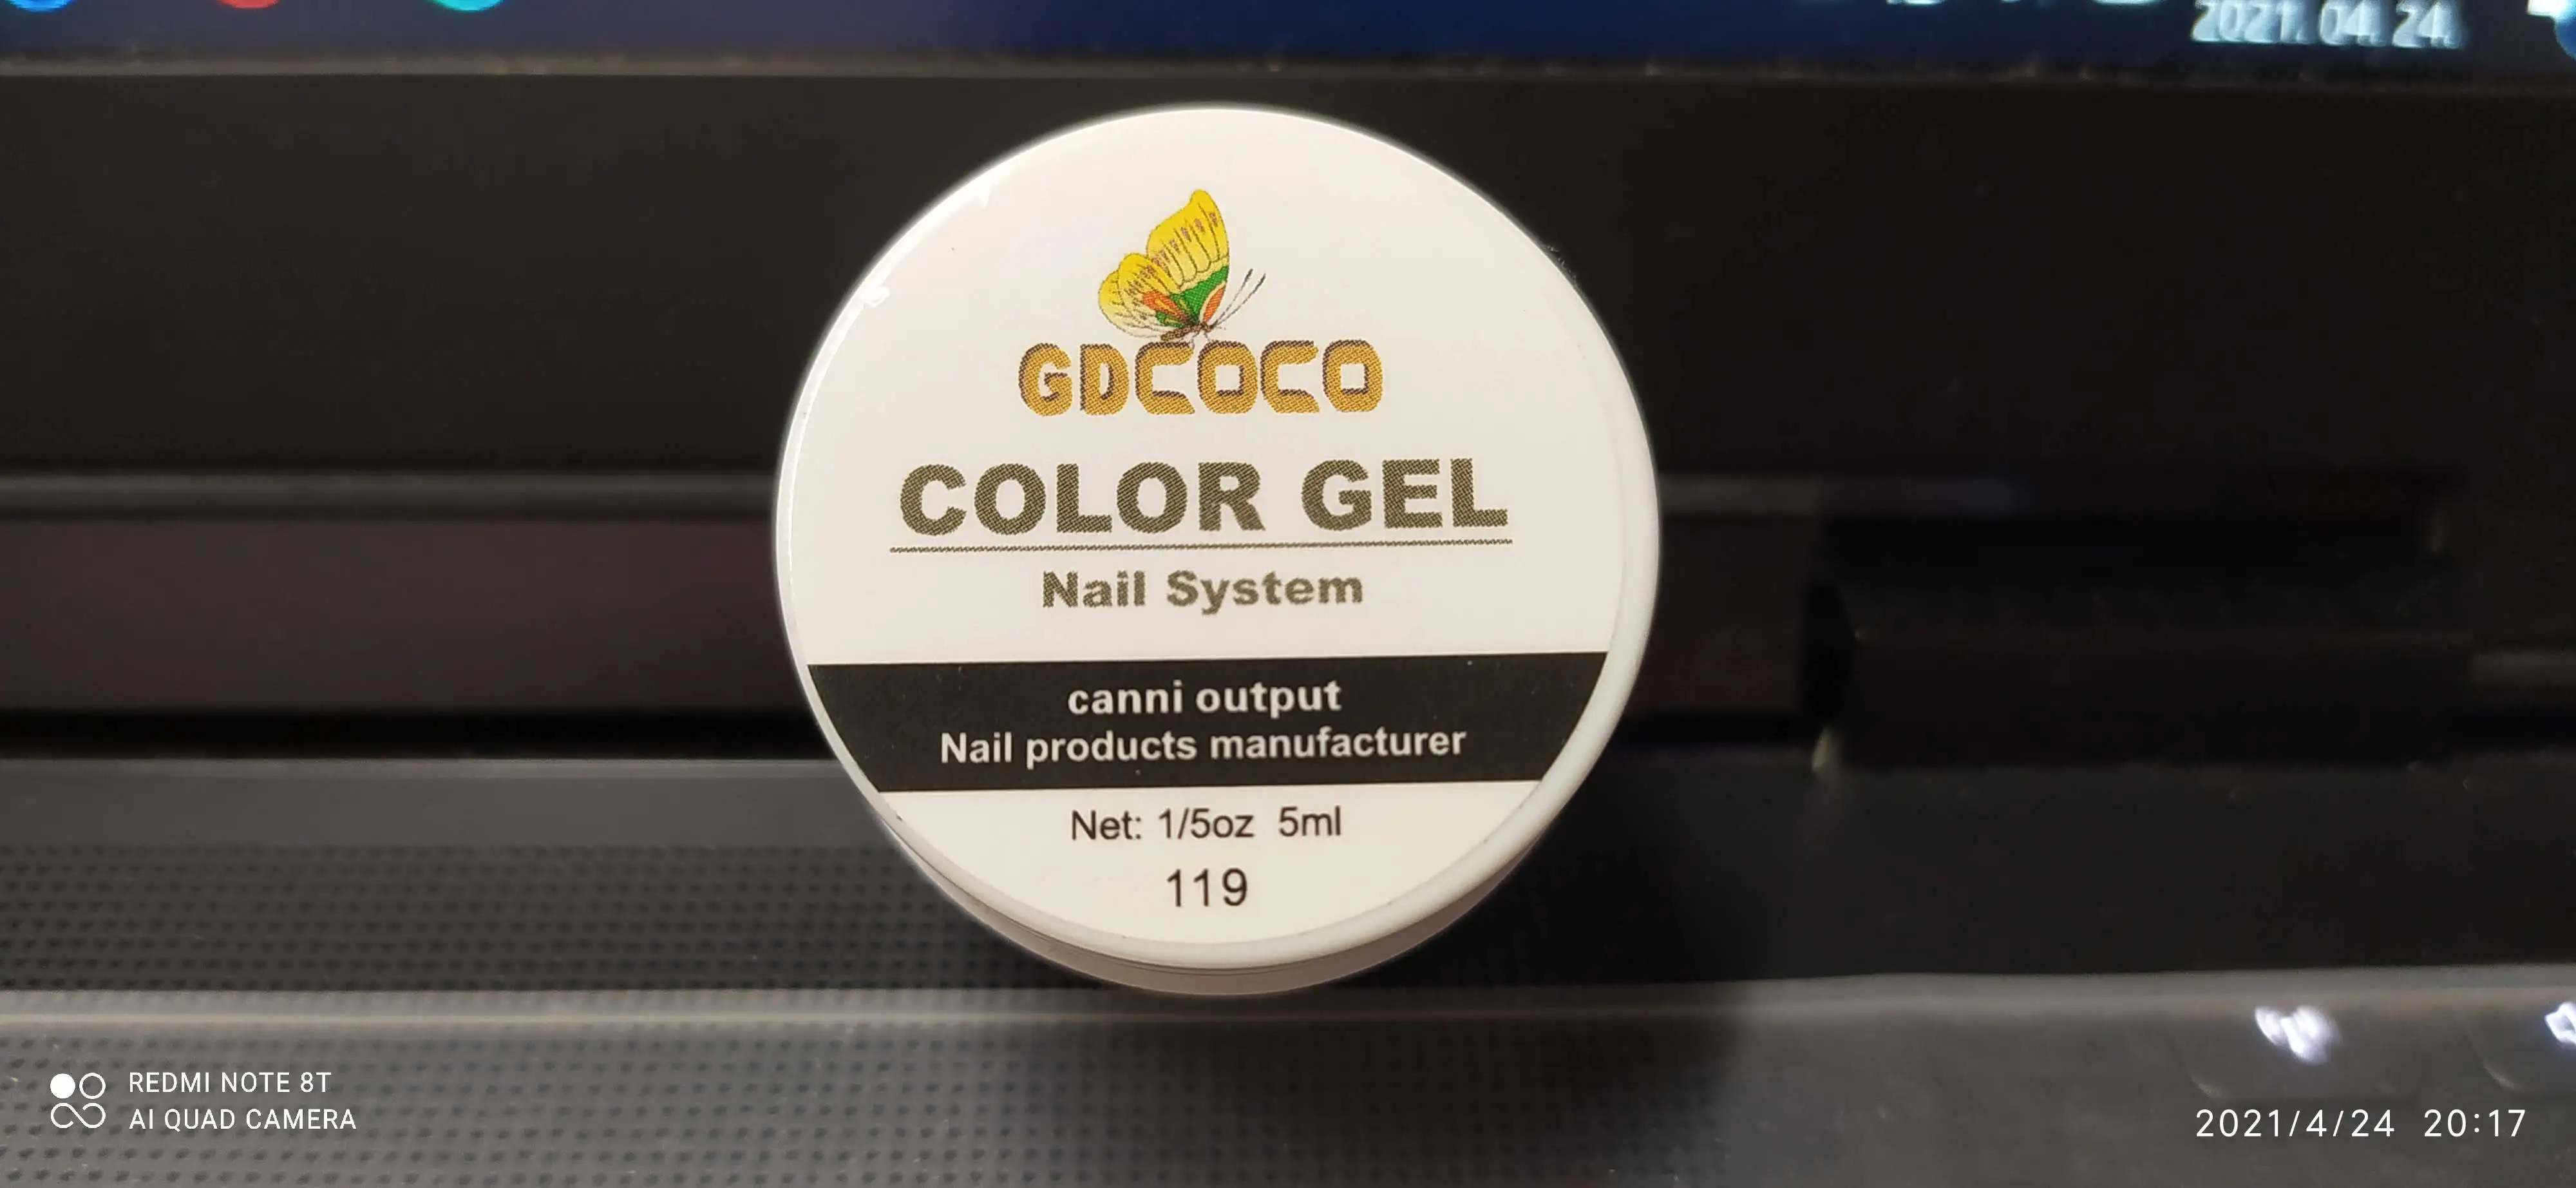 2021. 04. 24.
GDCOCO
COLOR GEL
Nail System
canni output
Nail products manufacturer
Net: 1/5oz 5ml
119
REDMI NOTE 8T
AI QUAD CAMERA
2021/4/24 20:17